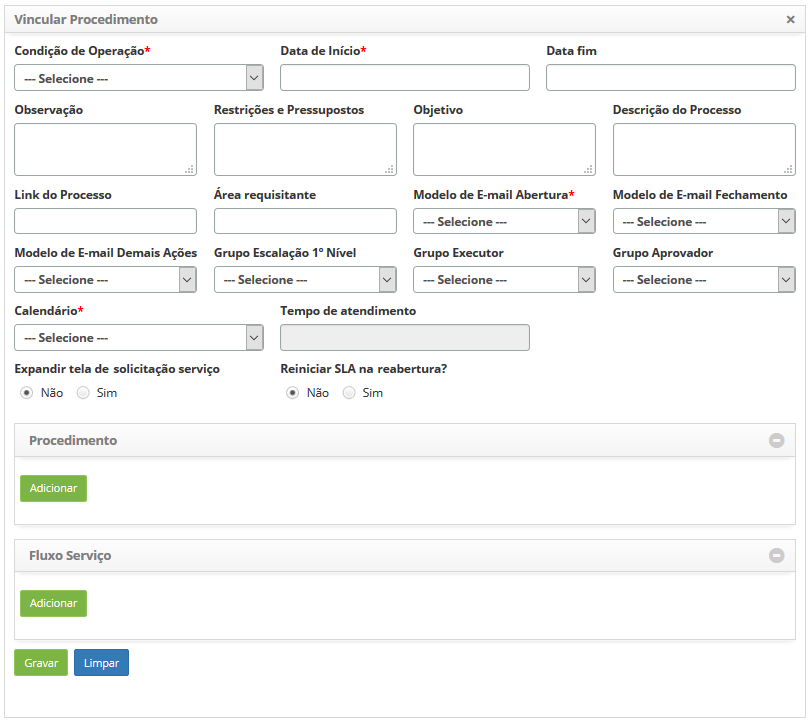 Vincular Procedimento ×
Condição de Operação* Data de Início* Data fim
--- Selecione ---
Observação Restrições e Pressupostos Objetivo Descrição do Processo
Link do Processo Área requisitante Modelo de E-mail Abertura* Modelo de E-mail Fechamento
--- Selecione --- --- Selecione ---
Modelo de E-mail Demais Ações Grupo Escalação 1º Nível Grupo Executor Grupo Aprovador
--- Selecione --- --- Selecione --- --- Selecione --- --- Selecione ---
Calendário* Tempo de atendimento
--- Selecione ---
Expandir tela de solicitação serviço Reiniciar SLA na reabertura?
Não Sim Não Sim
Procedimento
Adicionar
Fluxo Serviço
Adicionar
Gravar Limpar